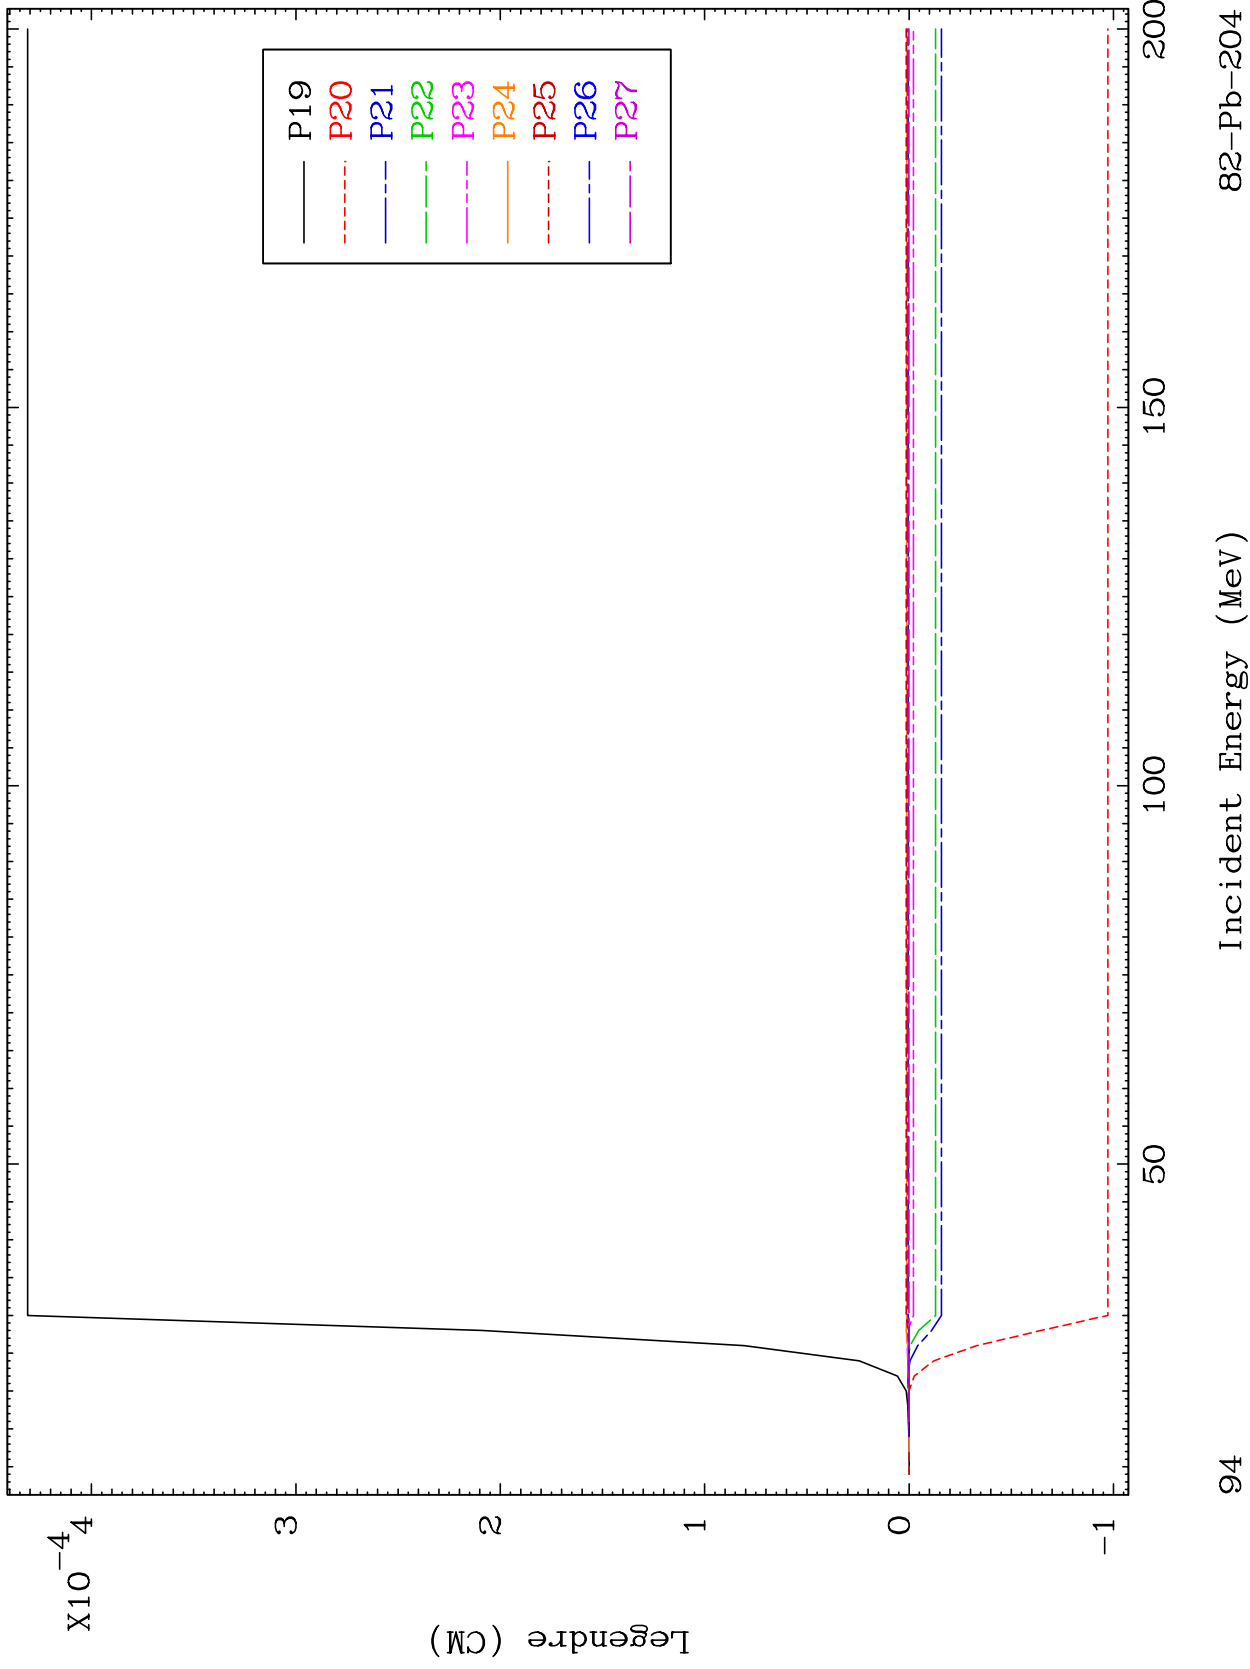 X10-4
4
3
2
1
0
-1
Legendre (CM)
P19
P20
P21
P22
P23
P24
P25
P26
P27
50
100
150
200
94
Incident Energy (MeV)
82-Pb-204